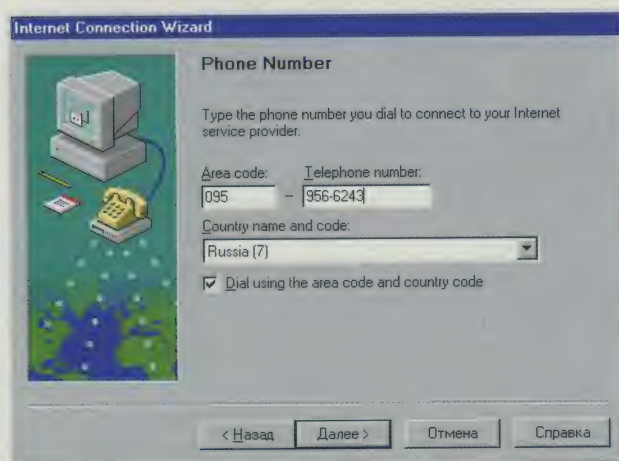 Internet Connection Wizard
Phone Number
Type the phone number you dial to connect to your Internet
service provider.
Area code: Telephone number:
095 – 956-6243
Country name and code:
Russia (7)
Dial using the area code and country code
< Назад Далее > Отмена Справка